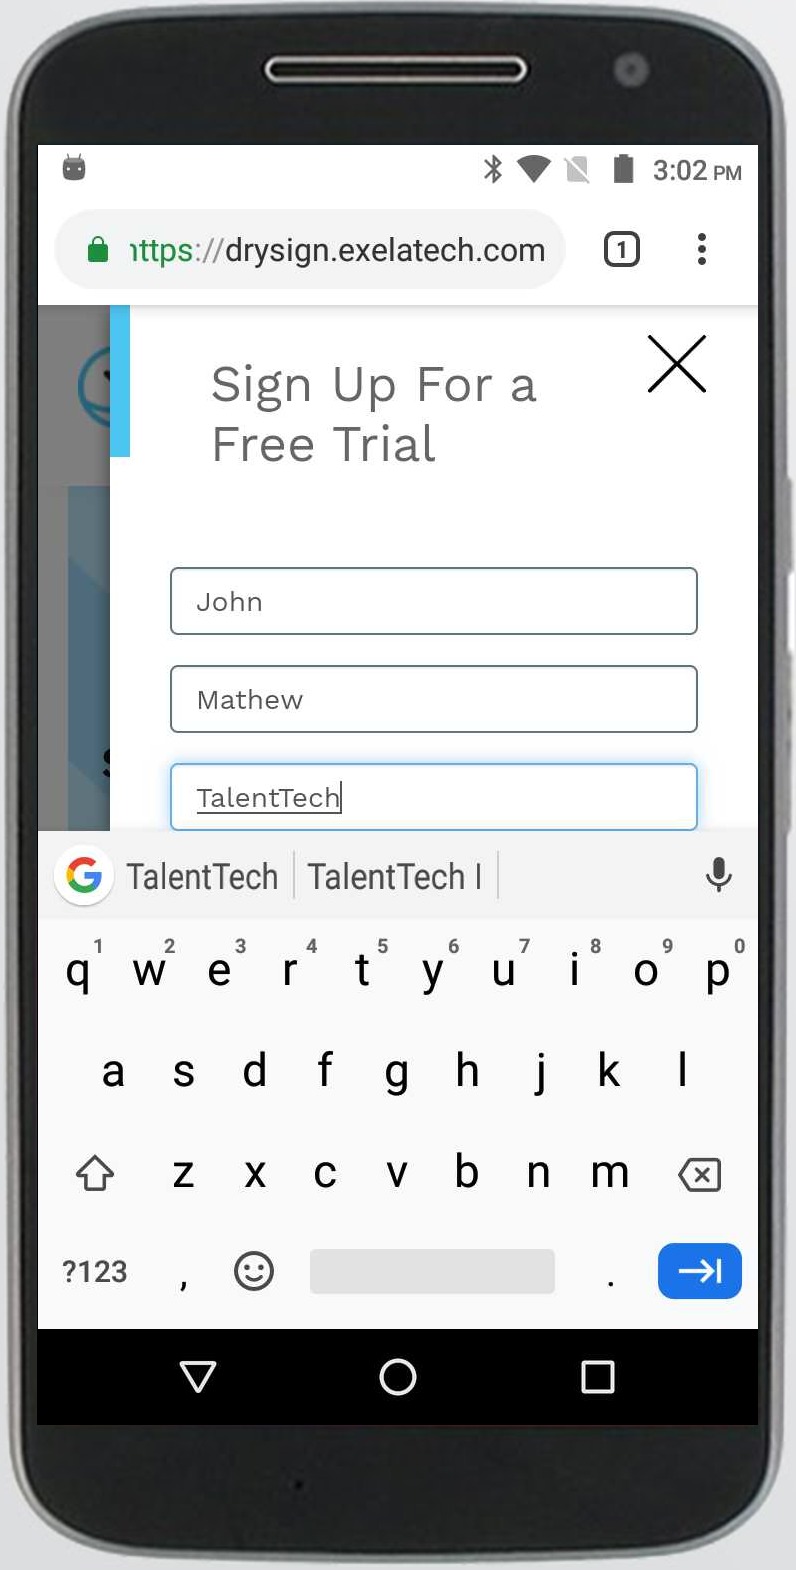 3:02 PM
https://drysign.exelatech.com
1
Sign Up For a
Free Trial
John
Mathew
TalentTech
TalentTech TalentTech I
1 2 3 4 5 6 7 8 9 0
q w e r t y u i o p
a s d f g h j k l
z x c v b n m
?123 , .